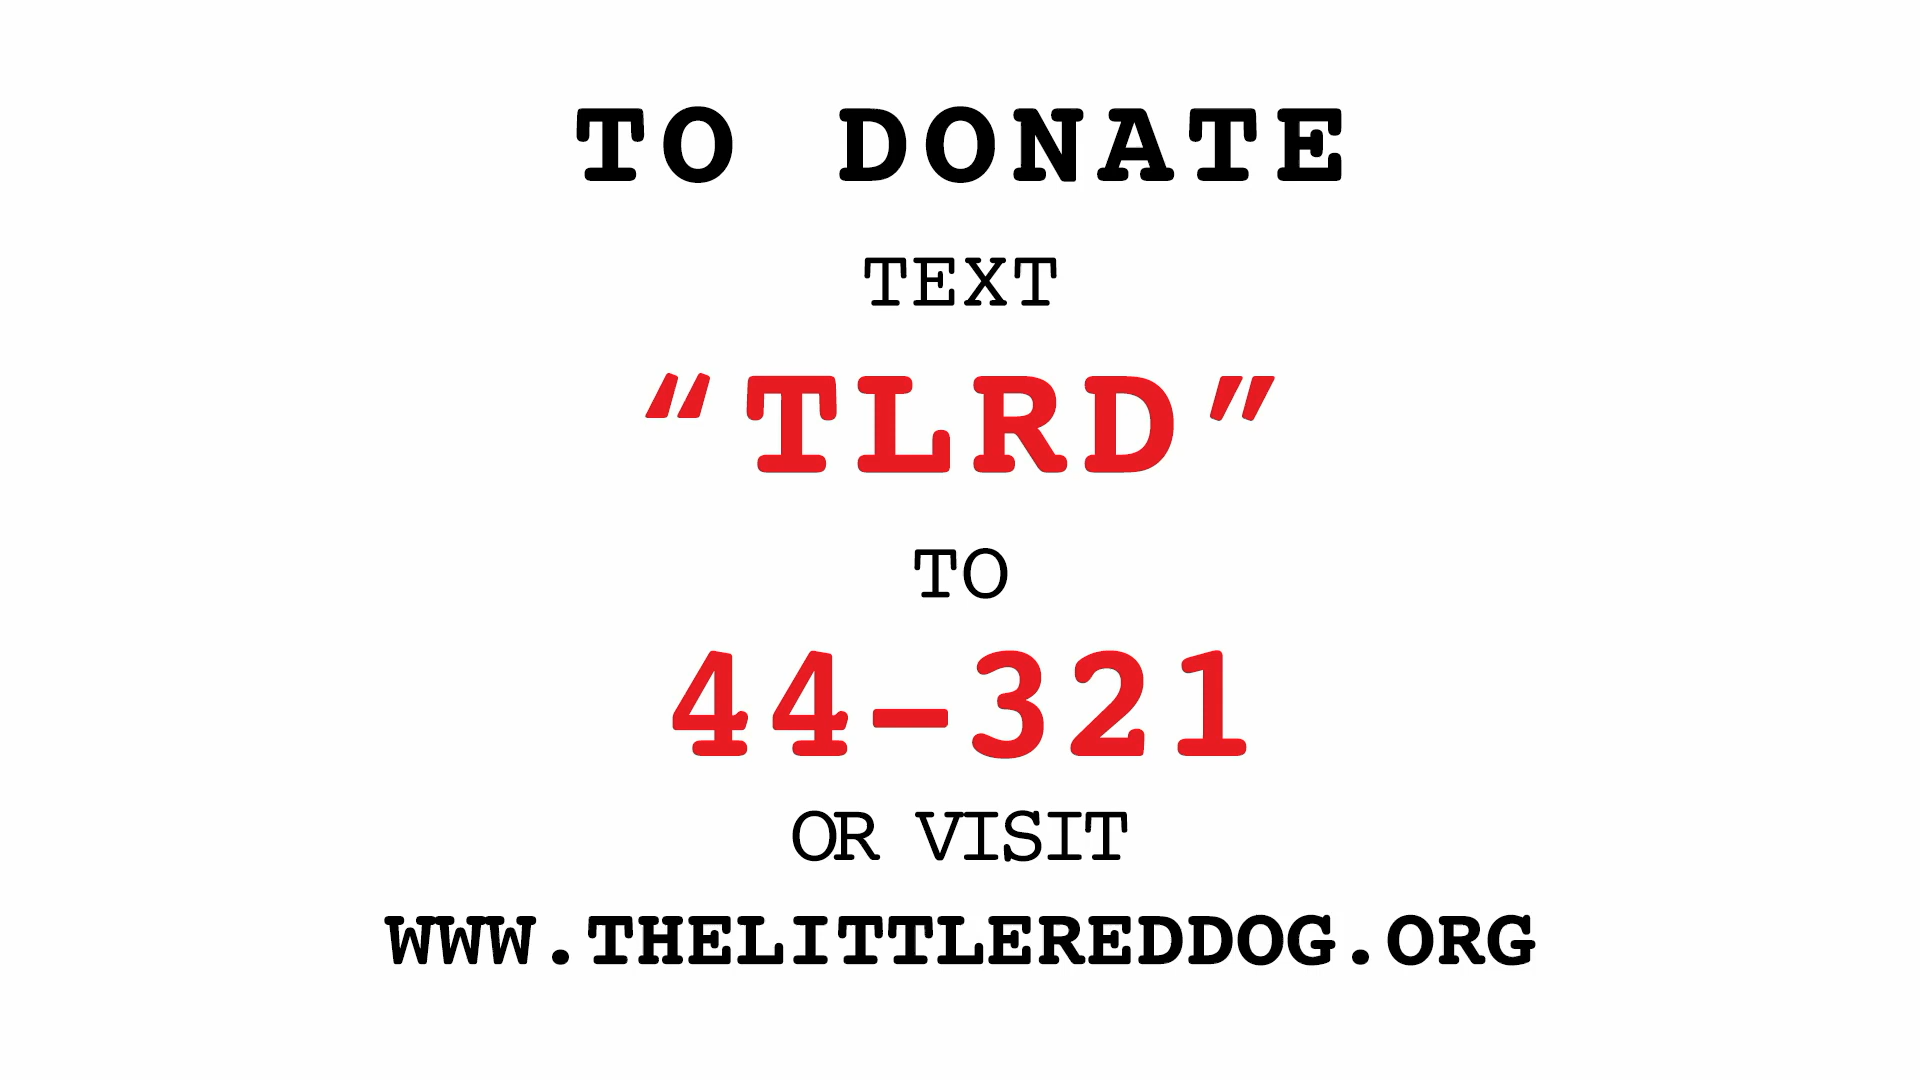 TO DONATE
TEXT
“TLRD”
TO
44-321
OR VISIT
WWW.THELITTLEREDDOG.ORG